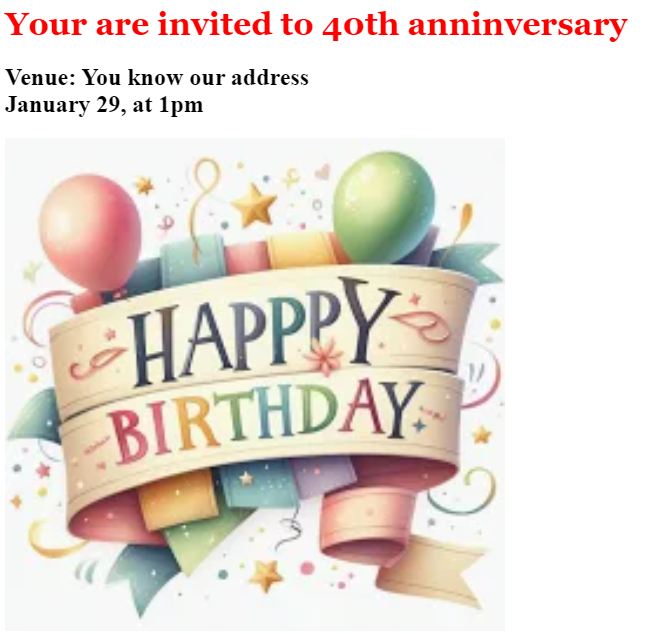 Your are invited to 40th anninversary
Venue: You know our address
January 29, at 1pm
HAPPPY
BIRTHDAY